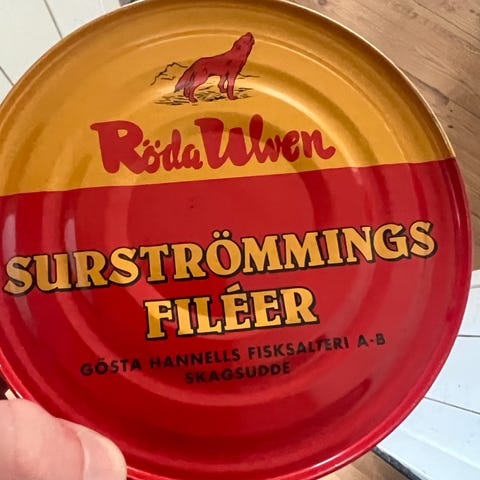 Röda Ulven
SURSTRÖMMINGS
FILÉER
GÖSTA HANNELLS FISKSALTERI A-B
SKAGSUDDE